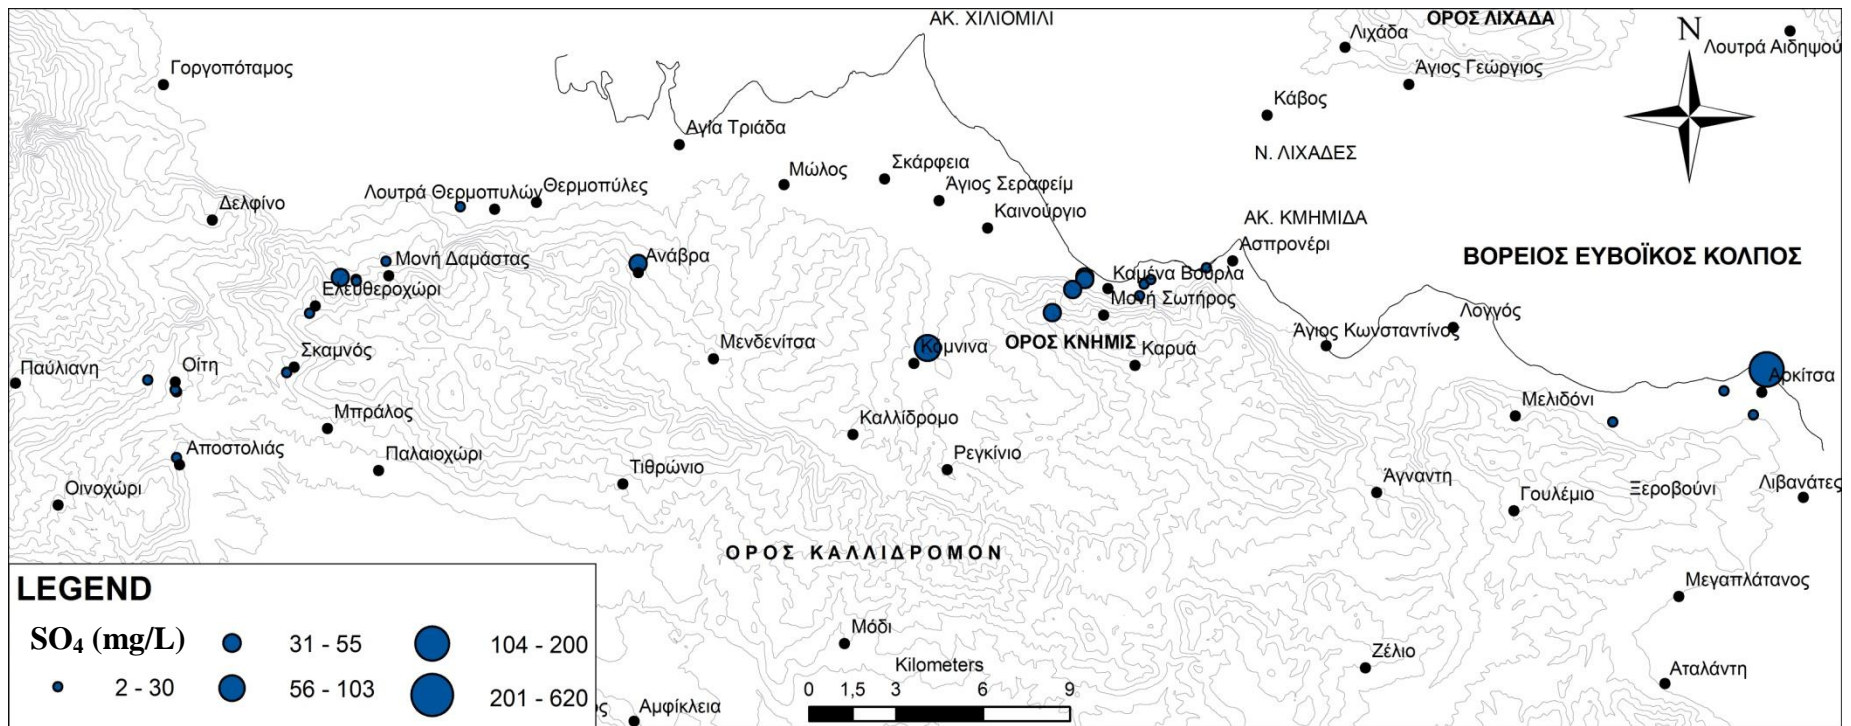 ΑΚ. ΧΙΛΙΟΜΙΛΙ
ΟΡΟΣ ΛΙΧΑΔΑ
Λιχάδα
N
Λουτρά Αιδηψού
Γοργοπόταμος
Άγιος Γεώργιος
Κάβος
Αγία Τριάδα
Ν. ΛΙΧΑΔΕΣ
Μώλος
Σκάρφεια
Λουτρά Θερμοπυλών
Θερμοπύλες
Άγιος Σεραφείμ
Δελφίνο
Καινούργιο
ΑΚ. ΚΜΗΜΙΔΑ
Ασπρονέρι
ΒΟΡΕΙΟΣ ΕΥΒΟΪΚΟΣ ΚΟΛΠΟΣ
Μονή Δαμάστας
Ανάβρα
Καμένα Βούρλα
Ελευθεροχώρι
Μονή Σωτήρος
Λογγός
Άγιος Κωνσταντίνος
ΟΡΟΣ ΚΝΗΜΙΣ
Κόμνινα
Σκαμνός
Μενδενίτσα
Καρυά
Παύλιανη
Οίτη
Αρκίτσα
Μελιδόνι
Μπράλος
Καλλίδρομο
Αποστολιάς
Παλαιοχώρι
Τιθρώνιο
Ρεγκίνιο
Άγναντη
Οινοχώρι
Γουλέμιο
Ξεροβούνι
Λιβανάτες
ΟΡΟΣ ΚΑΛΛΙΔΡΟΜΟΝ
Μεγαπλάτανος
Μόδι
Ζέλιο
Αταλάντη
Αμφίκλεια
Kilometers
0 1,5 3 6 9
LEGEND
SO₄ (mg/L)
2 - 30
31 - 55
56 - 103
104 - 200
201 - 620